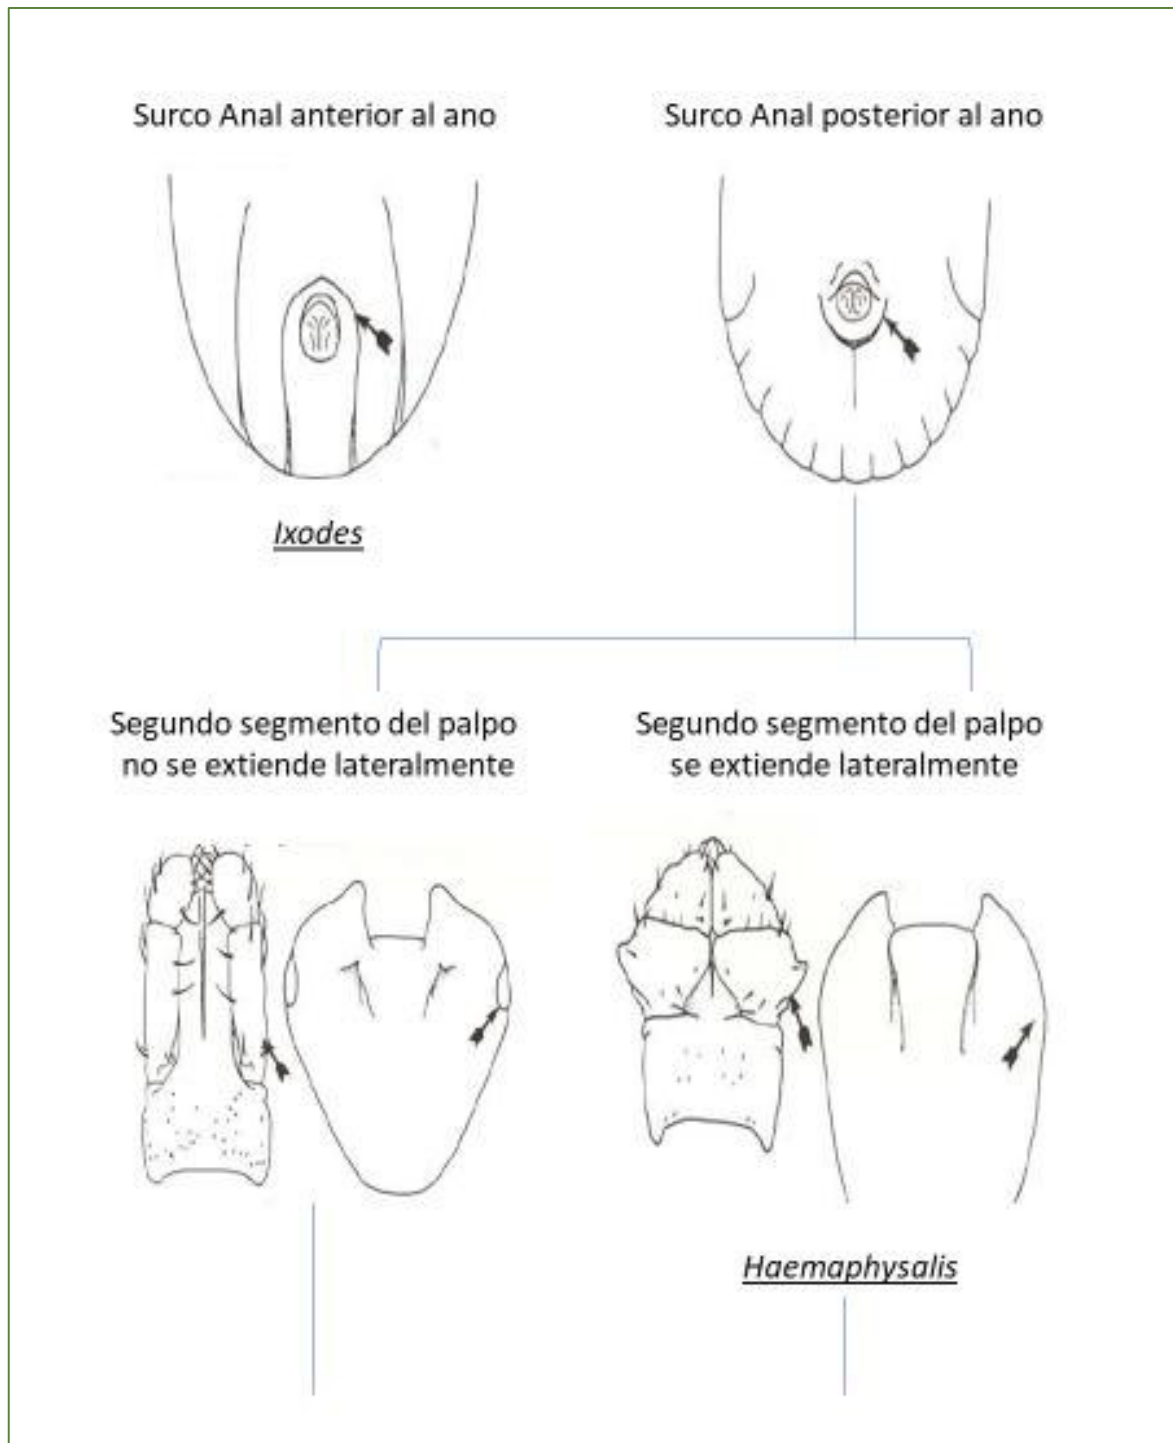 Surco Anal anterior al ano
Surco Anal posterior al ano
Ixodes
Segundo segmento del palpo
no se extiende lateralmente
Segundo segmento del palpo
se extiende lateralmente
Haemaphysalis